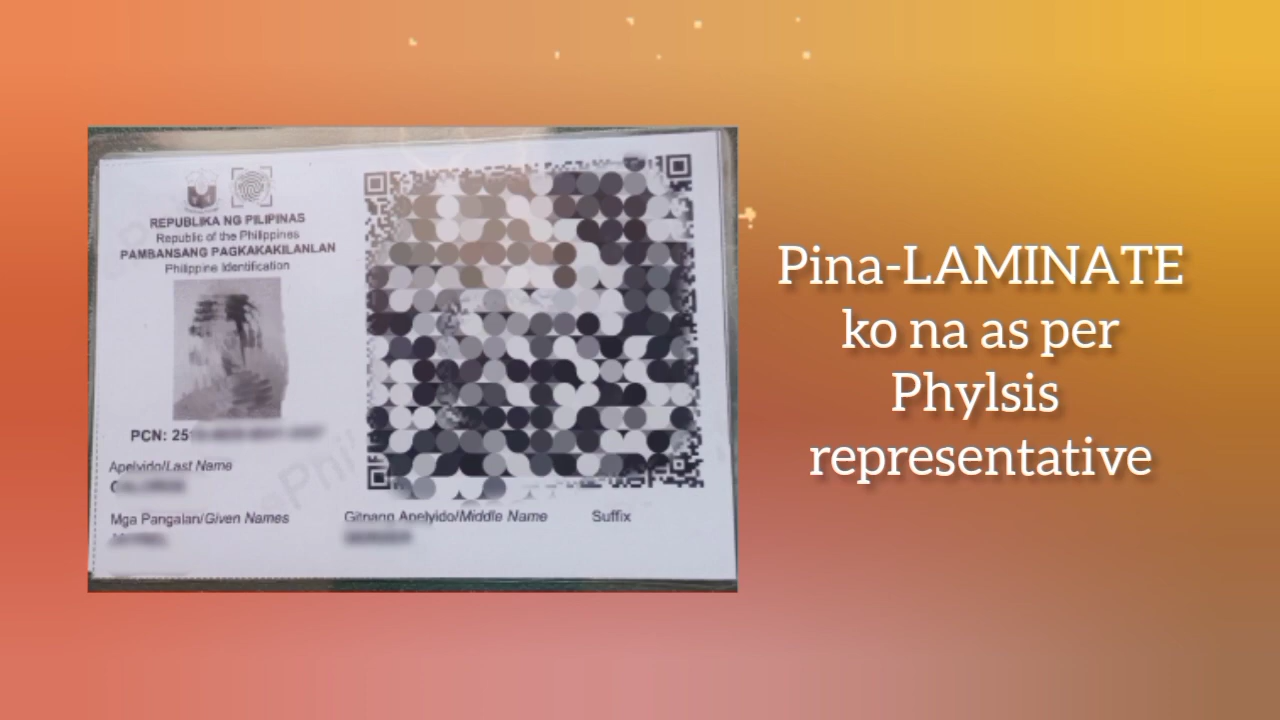 REPUBLIKA NG PILIPINAS
Republic of the Philippines
PAMBANSANG PAGKAKAKILANLAN
Philippine Identification
PCN: 25
Apelyido/Last Name
Mga Pangalan/Given Names
Gitnang Apelyido/Middle Name
Suffix
Pina-LAMINATE
ko na as per
Phylsis
representative